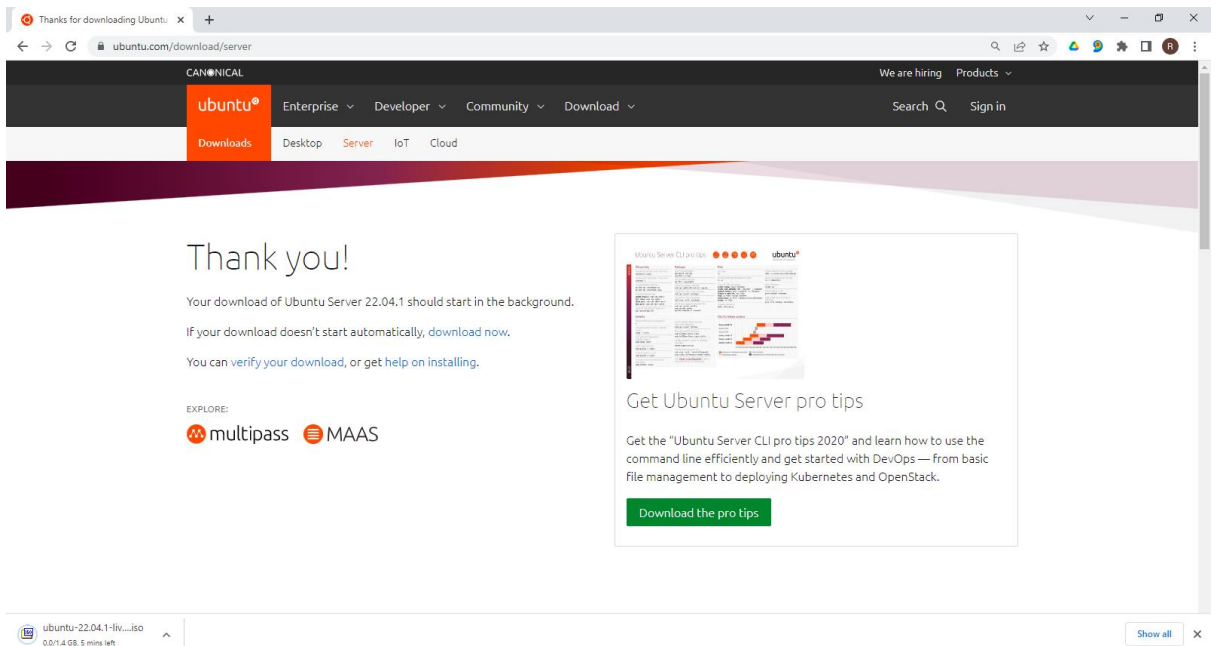 Thanks for downloading Ubuntu
ubuntu.com/download/server
R
CANONICAL
We are hiring Products
ubuntu Enterprise Developer Community Download Search Sign in
Downloads Desktop Server IoT Cloud
Thank you!
Your download of Ubuntu Server 22.04.1 should start in the background.
If your download doesn't start automatically, download now.
You can verify your download, or get help on installing.
EXPLORE:
multipass MAAS
Ubuntu Server CLI pro tips
ubuntu
Get Ubuntu Server pro tips
Get the “Ubuntu Server CLI pro tips 2020” and learn how to use the
command line efficiently and get started with DevOps — from basic
file management to deploying Kubernetes and OpenStack.
Download the pro tips
ubuntu-22.04.1-liv....iso
0.0/1.4 GB, 5 mins left
Show all